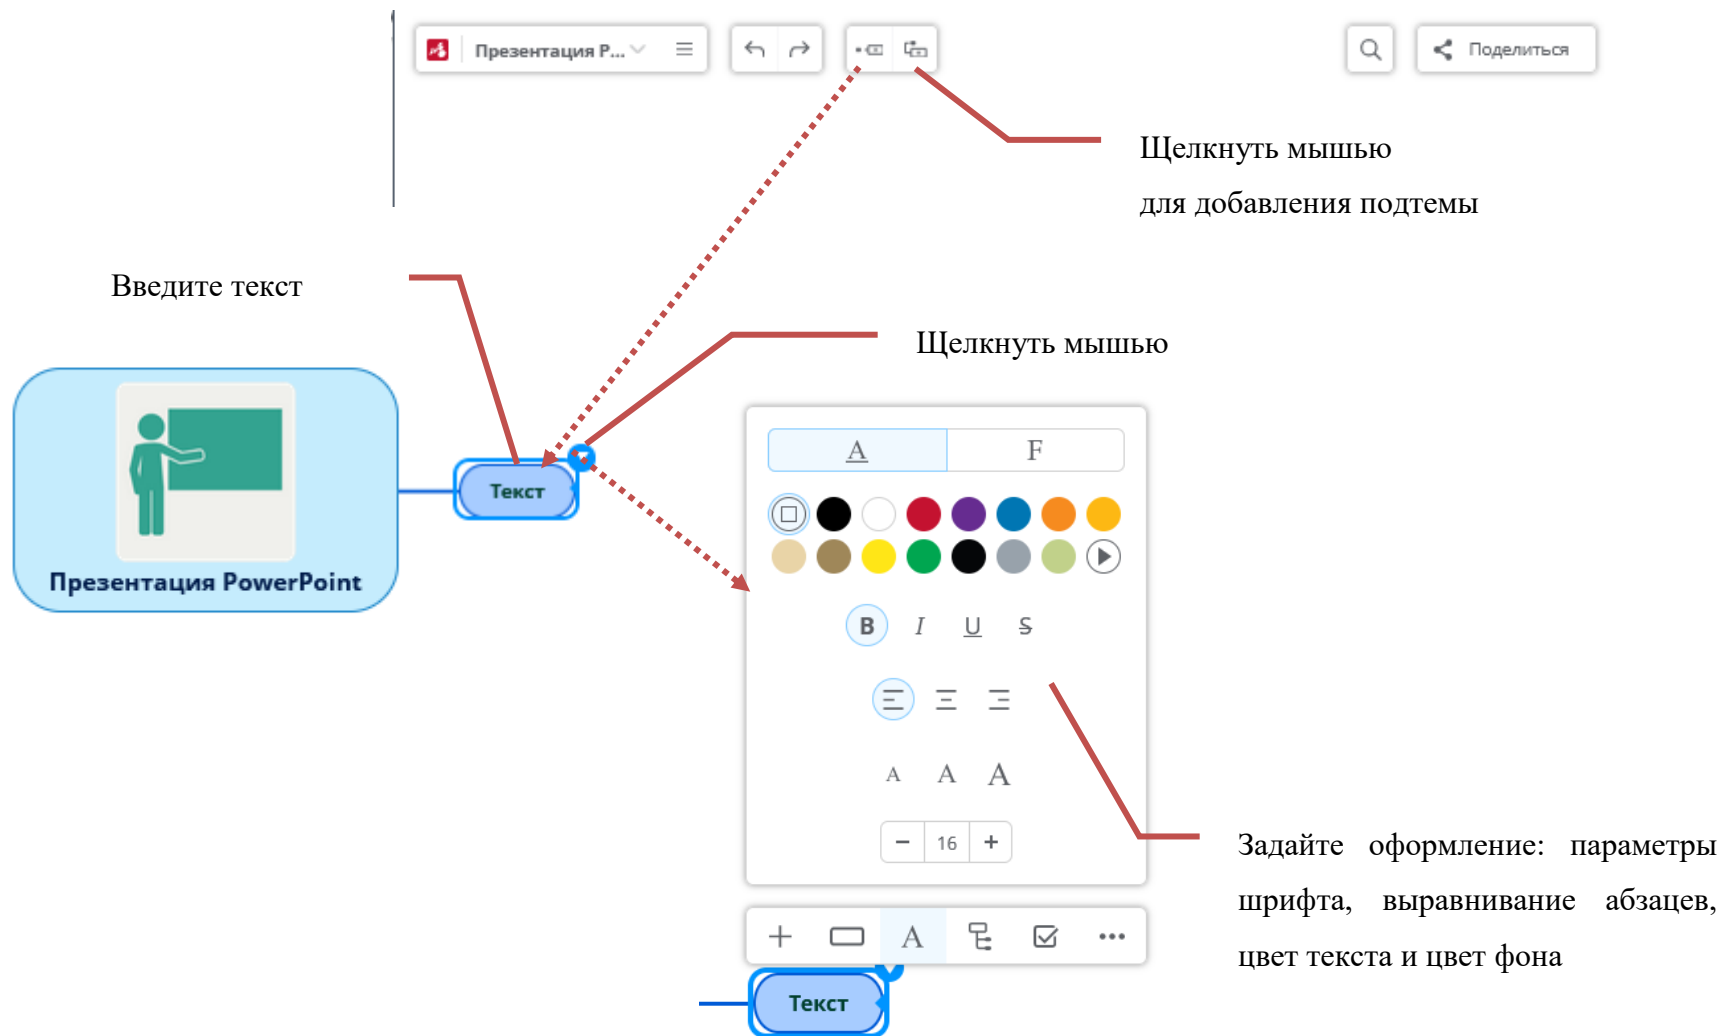 Презентация P...
Поделиться
Щелкнуть мышью
для добавления подтемы
Введите текст
Щелкнуть мышью
Текст
Презентация PowerPoint
A
F
B I U S
A A A
− 16 +
Задайте оформление: параметры
шрифта, выравнивание абзацев,
цвет текста и цвет фона
A
Текст